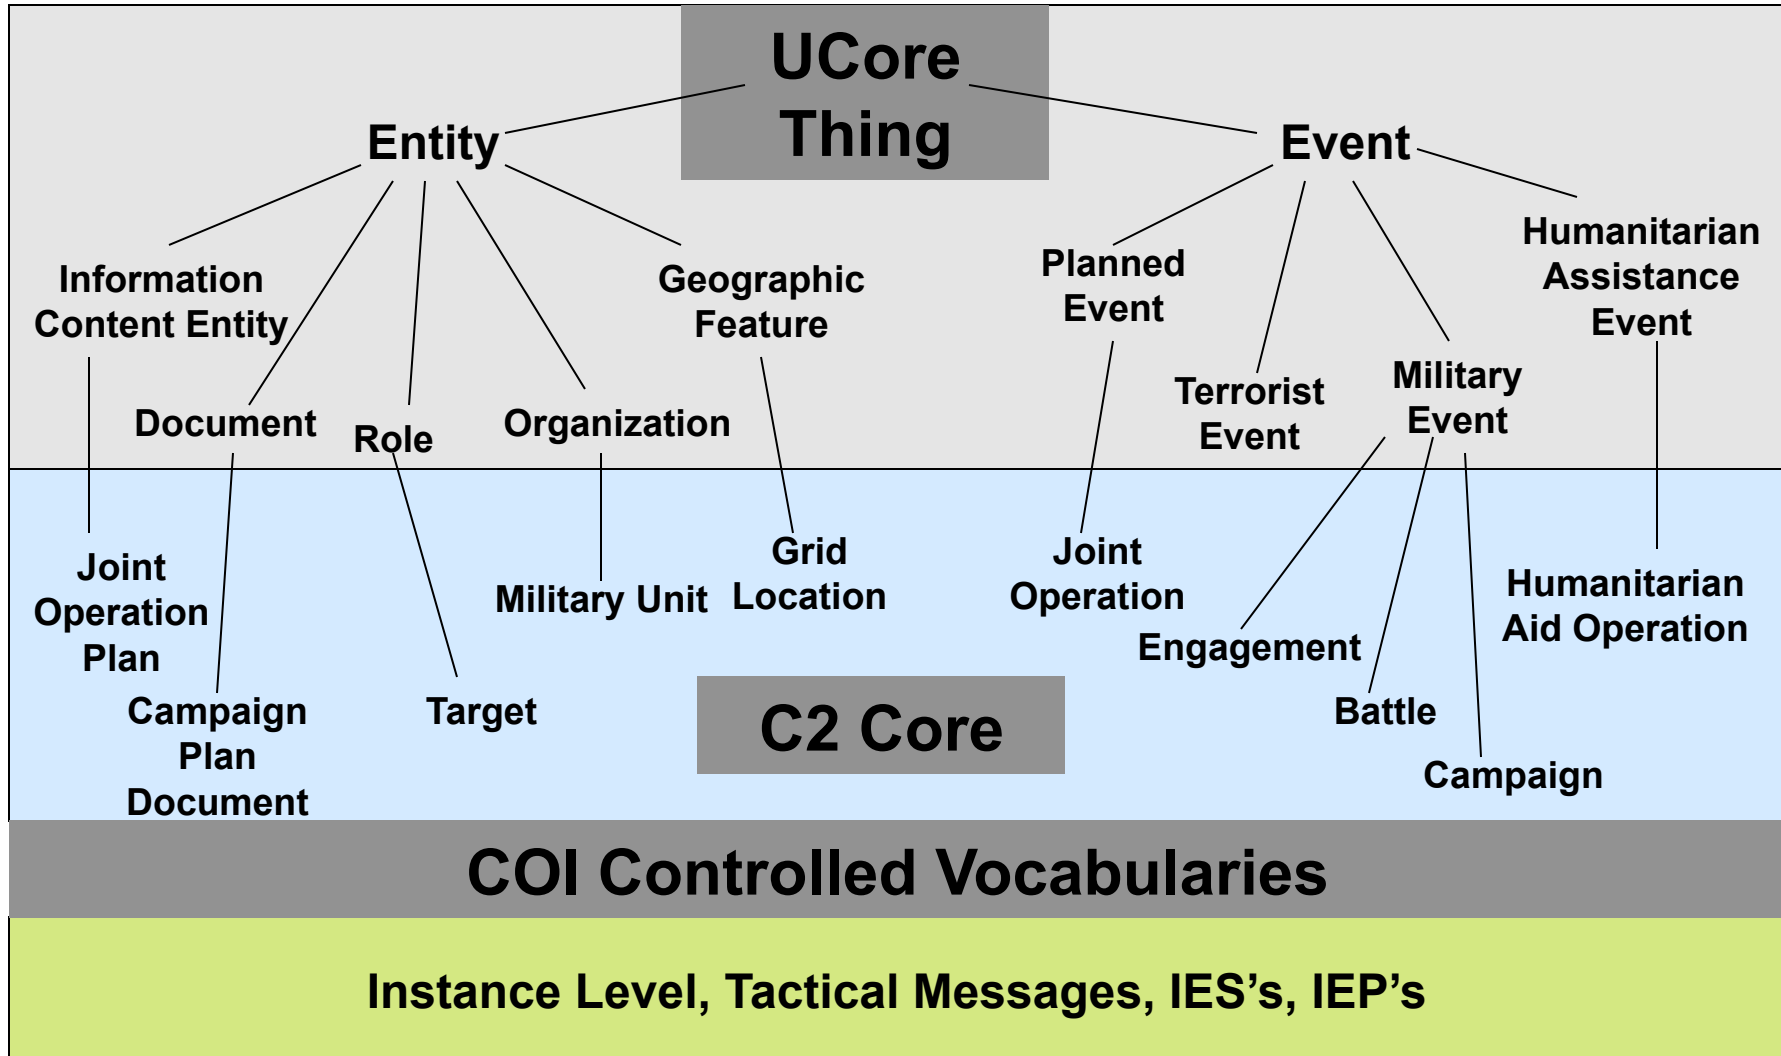 UCore
Thing
Entity
Event
Information
Content Entity
Geographic
Feature
Planned
Event
Humanitarian
Assistance
Event
Document
Role
Organization
Terrorist
Event
Military
Event
Joint
Operation
Plan
Military Unit
Grid
Location
Joint
Operation
Engagement
Humanitarian
Aid Operation
Campaign
Plan
Document
Target
C2 Core
Battle
Campaign
COI Controlled Vocabularies
Instance Level, Tactical Messages, IES’s, IEP’s